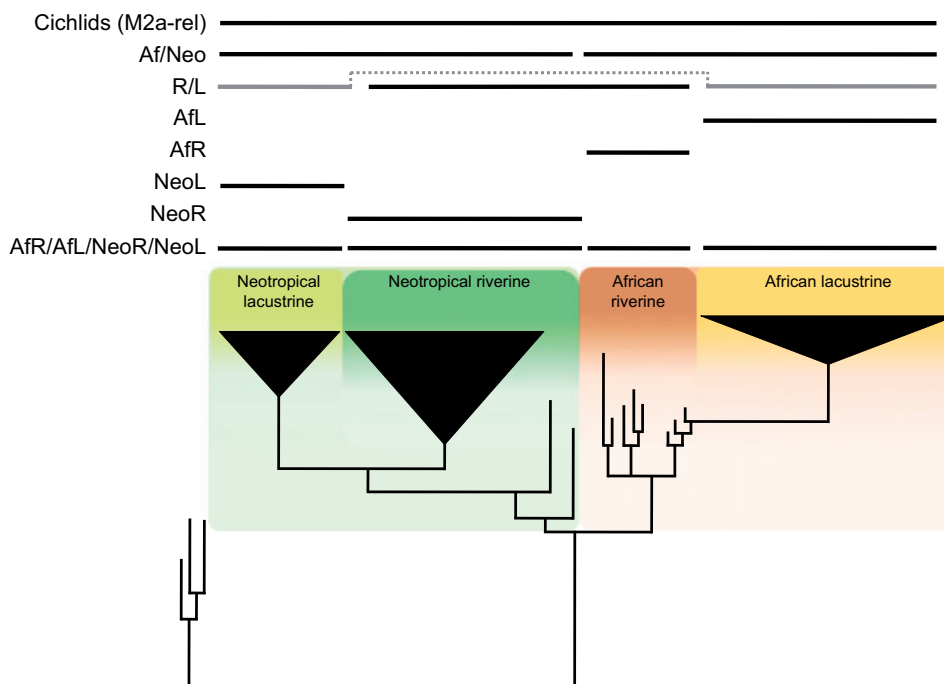 Cichlids (M2a-rel)
Af/Neo
R/L
AfL
AfR
NeoL
NeoR
AfR/AfL/NeoR/NeoL
Neotropical
lacustrine
Neotropical riverine
African
riverine
African lacustrine